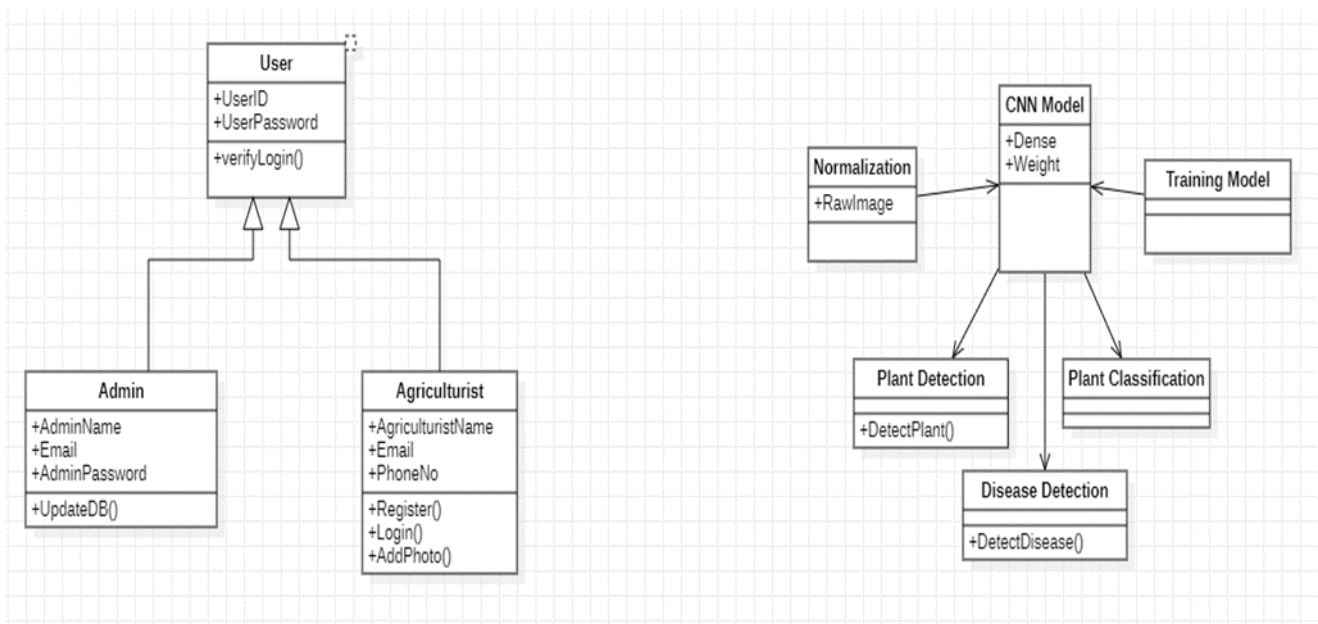 User
+UserID
+UserPassword
+verifyLogin()
Admin
+AdminName
+Email
+AdminPassword
+UpdateDB()
Agriculturist
+AgriculturistName
+Email
+PhoneNo
+Register()
+Login()
+AddPhoto()
CNN Model
+Dense
+Weight
Normalization
+RawImage
Training Model
Plant Detection
+DetectPlant()
Plant Classification
Disease Detection
+DetectDisease()